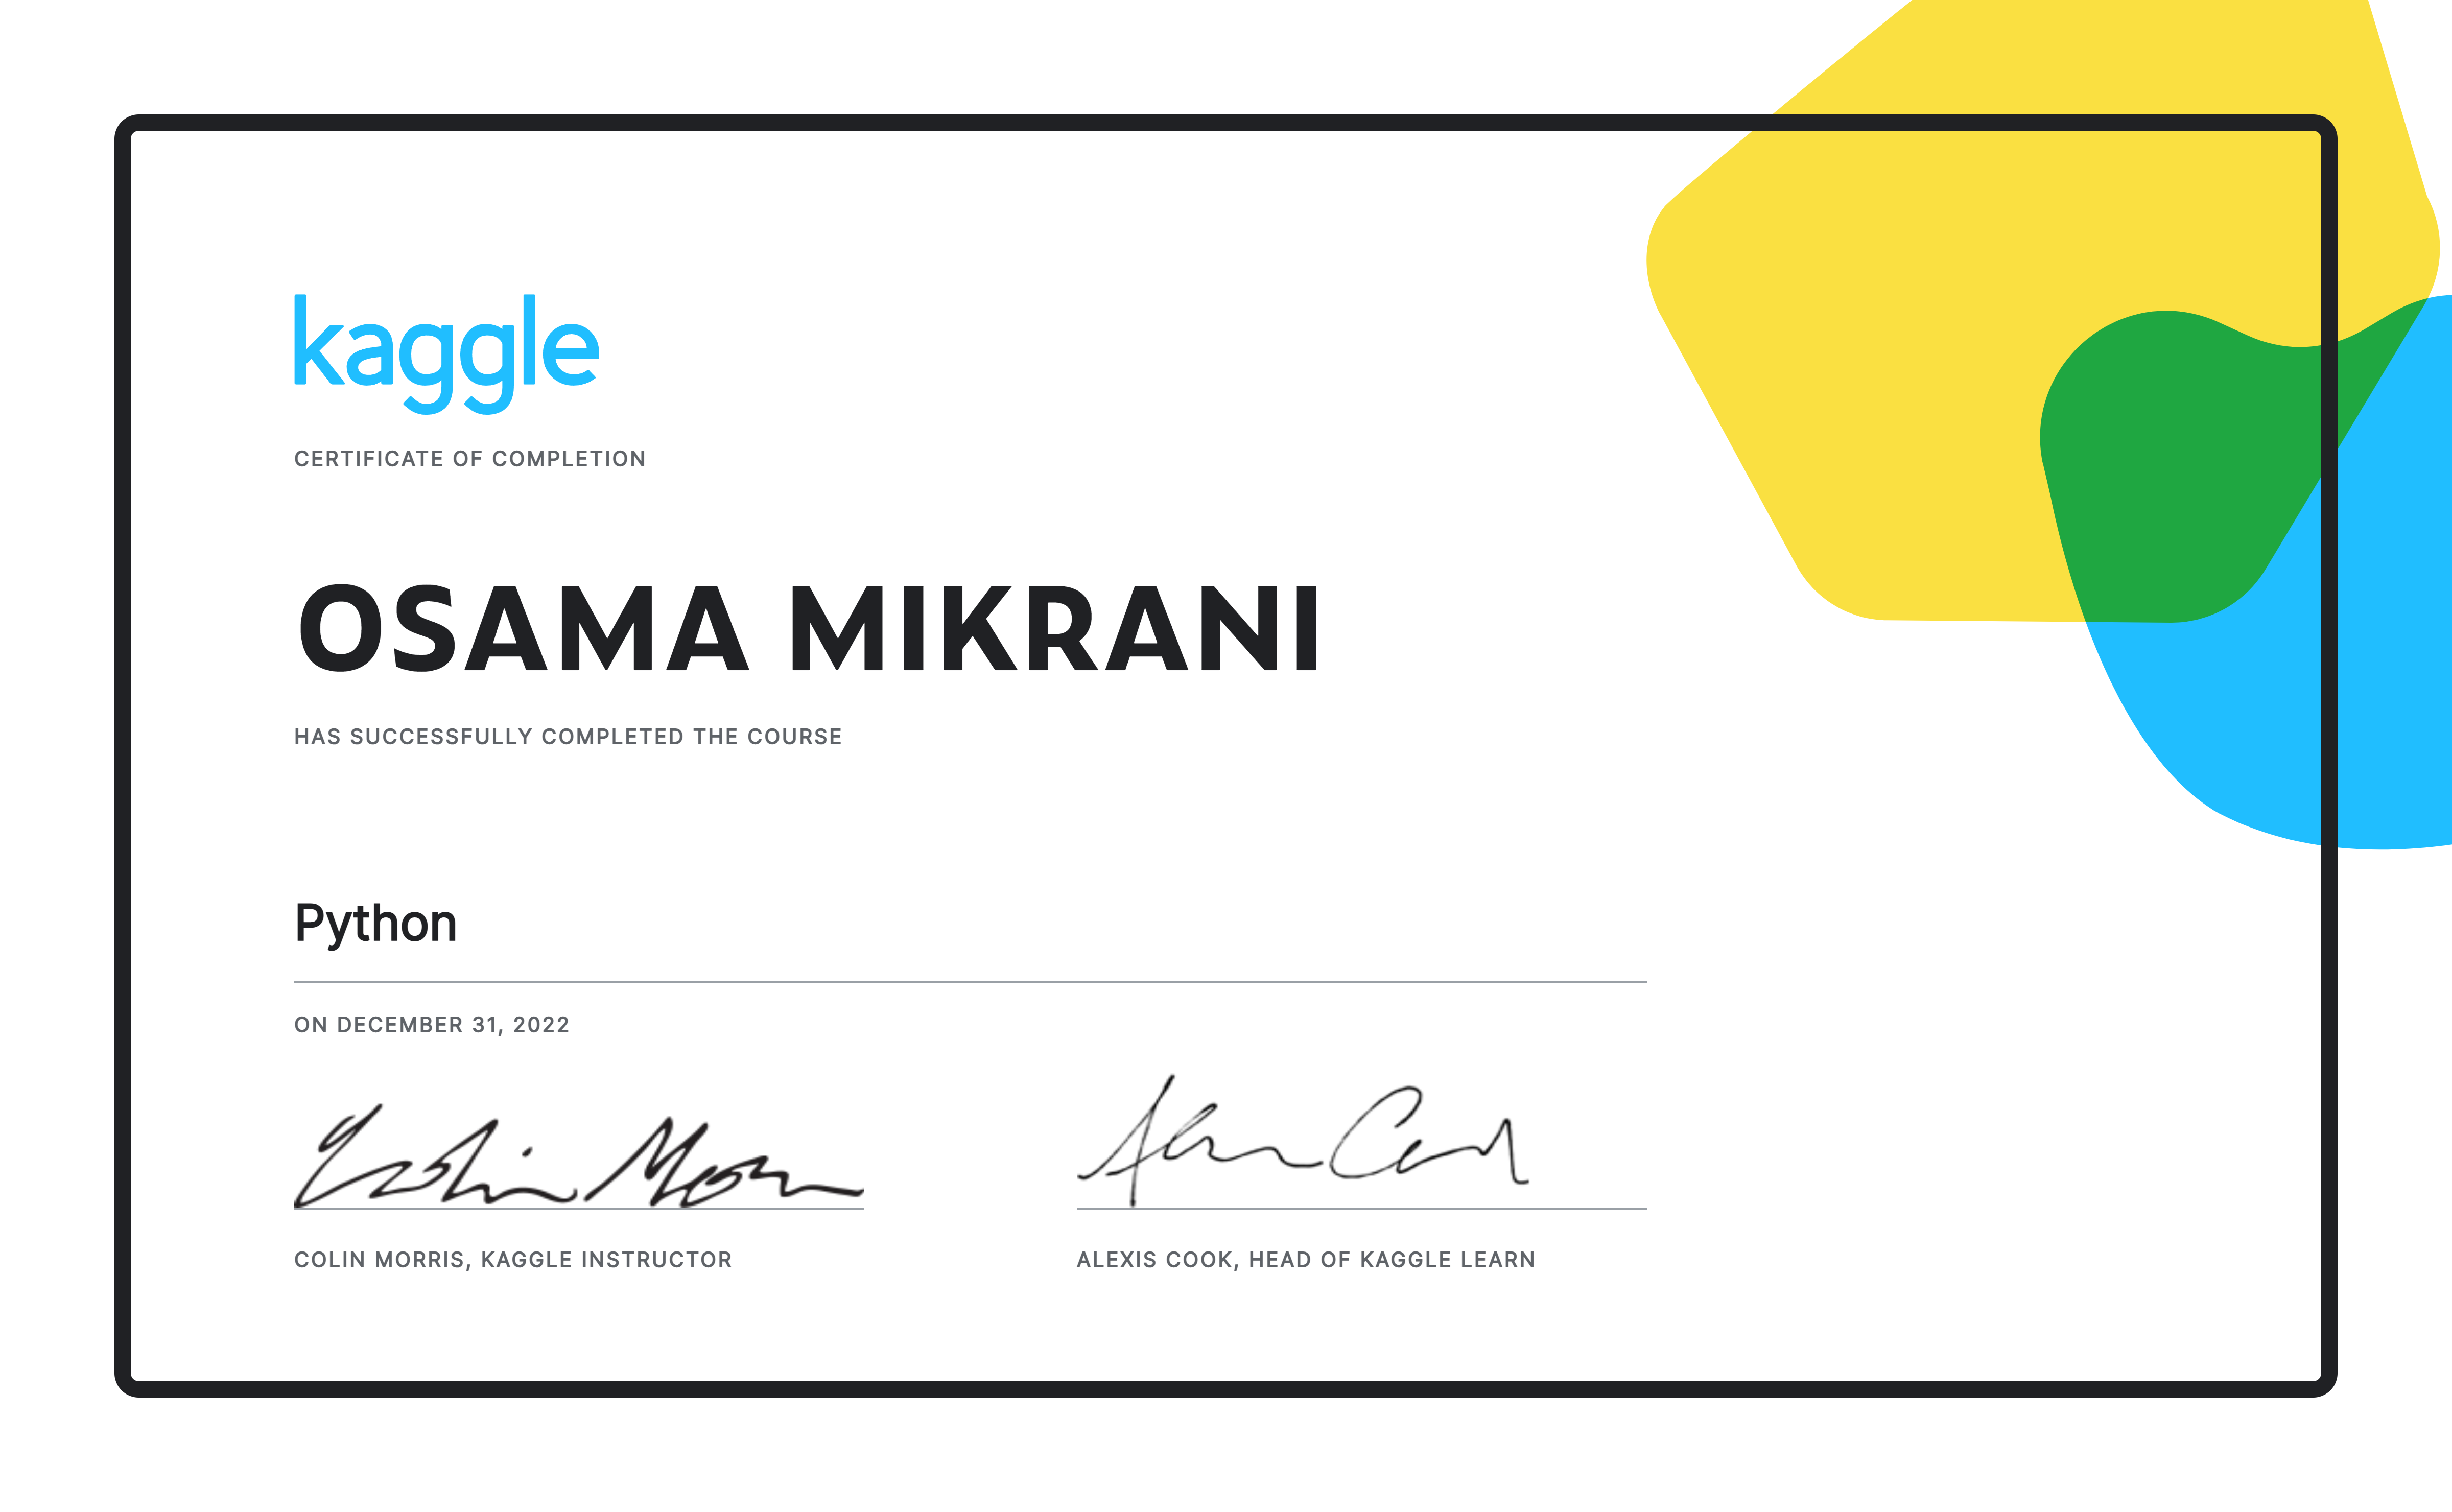 kaggle
CERTIFICATE OF COMPLETION
OSAMA MIKRANI
HAS SUCCESSFULLY COMPLETED THE COURSE
Python
ON DECEMBER 31, 2022
COLIN MORRIS, KAGGLE INSTRUCTOR
ALEXIS COOK, HEAD OF KAGGLE LEARN